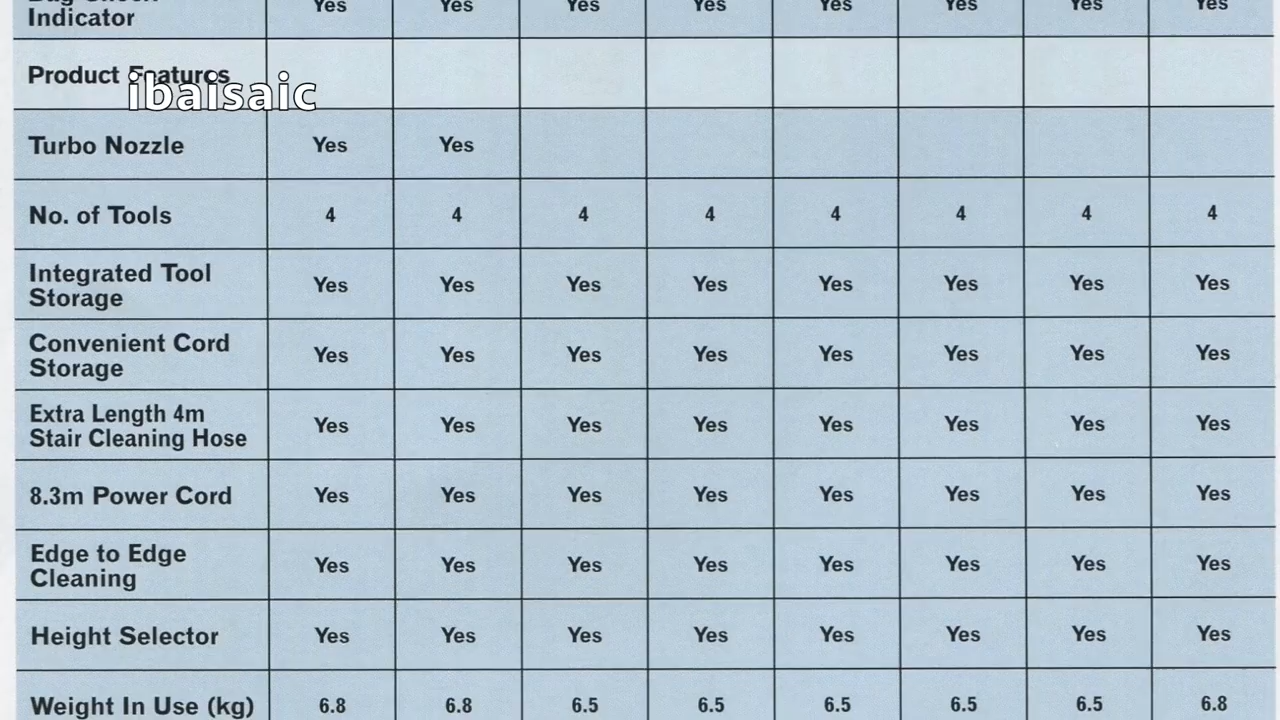 Indicator Yes Yes Yes Yes Yes Yes Yes Yes
Product Features
ibaisaic
Turbo Nozzle Yes Yes
No. of Tools 4 4 4 4 4 4 4 4
Integrated Tool
Storage Yes Yes Yes Yes Yes Yes Yes Yes
Convenient Cord
Storage Yes Yes Yes Yes Yes Yes Yes Yes
Extra Length 4m
Stair Cleaning Hose Yes Yes Yes Yes Yes Yes Yes Yes
8.3m Power Cord Yes Yes Yes Yes Yes Yes Yes Yes
Edge to Edge
Cleaning Yes Yes Yes Yes Yes Yes Yes Yes
Height Selector Yes Yes Yes Yes Yes Yes Yes Yes
Weight In Use (kg) 6.8 6.8 6.5 6.5 6.5 6.5 6.5 6.8